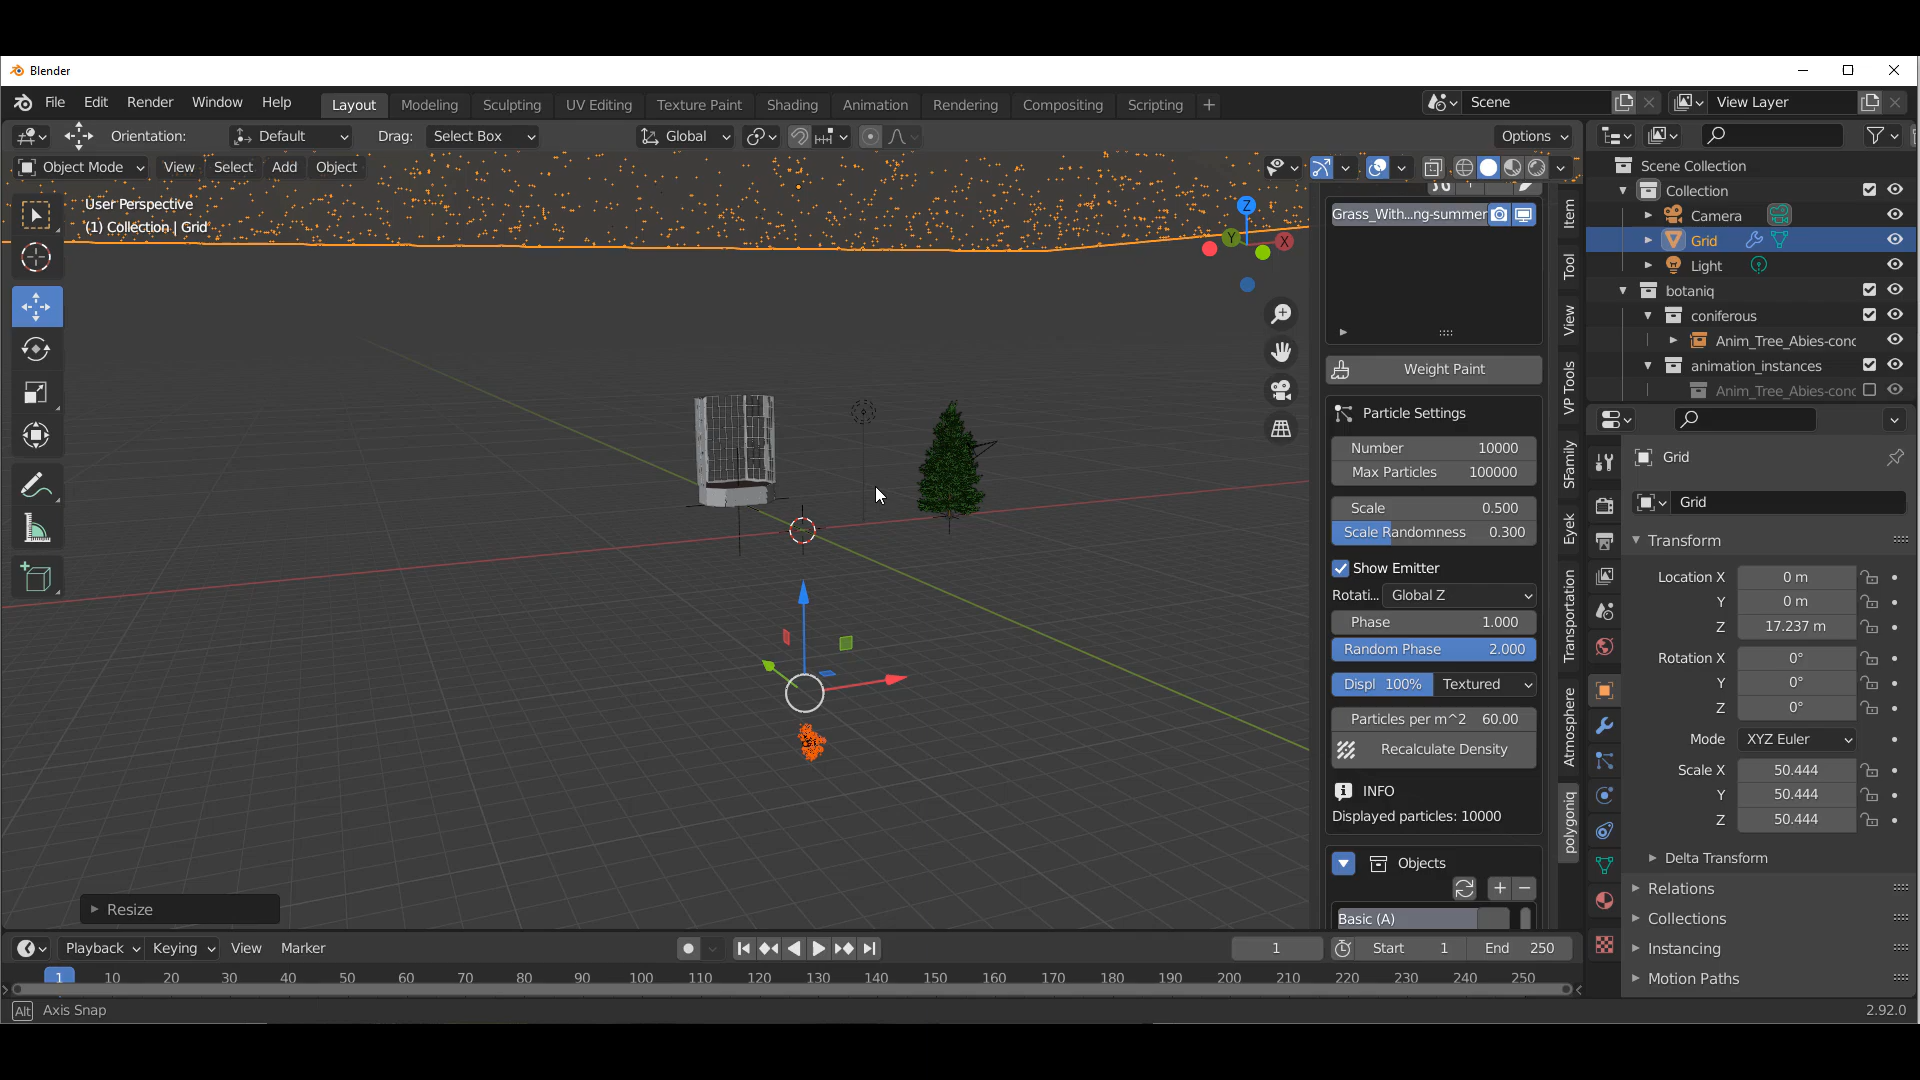 Blender
File Edit Render Window Help
Layout Modeling Sculpting UV Editing Texture Paint Shading Animation Rendering Compositing Scripting +
Scene
View Layer
Orientation: Default Drag: Select Box
Global
Options
Object Mode View Select Add Object
User Perspective
(1) Collection | Grid
Z
Y
X
Grass_With...ng-summer
Weight Paint
Particle Settings
Number 10000
Max Particles 100000
Scale 0.500
Scale Randomness 0.300
Show Emitter
Rotati... Global Z
Phase 1.000
Random Phase 2.000
Displ 100% Textured
Particles per m^2 60.00
Recalculate Density
INFO
Displayed particles: 10000
Objects
Basic (A)
Item
Tool
View
VP Tools
SFamily
Eyek
Transportation
Atmosphere
polygoniq
Scene Collection
Collection
Camera
Grid
Light
botaniq
coniferous
Anim_Tree_Abies-conc
animation_instances
Anim_Tree_Abies-conc
Grid
Grid
Transform
Location X 0 m
Y 0 m
Z 17.237 m
Rotation X 0°
Y 0°
Z 0°
Mode XYZ Euler
Scale X 50.444
Y 50.444
Z 50.444
Delta Transform
Relations
Collections
Instancing
Motion Paths
Resize
Playback Keying View Marker
1
Start 1
End 250
1 10 20 30 40 50 60 70 80 90 100 110 120 130 140 150 160 170 180 190 200 210 220 230 240 250
Alt Axis Snap
2.92.0